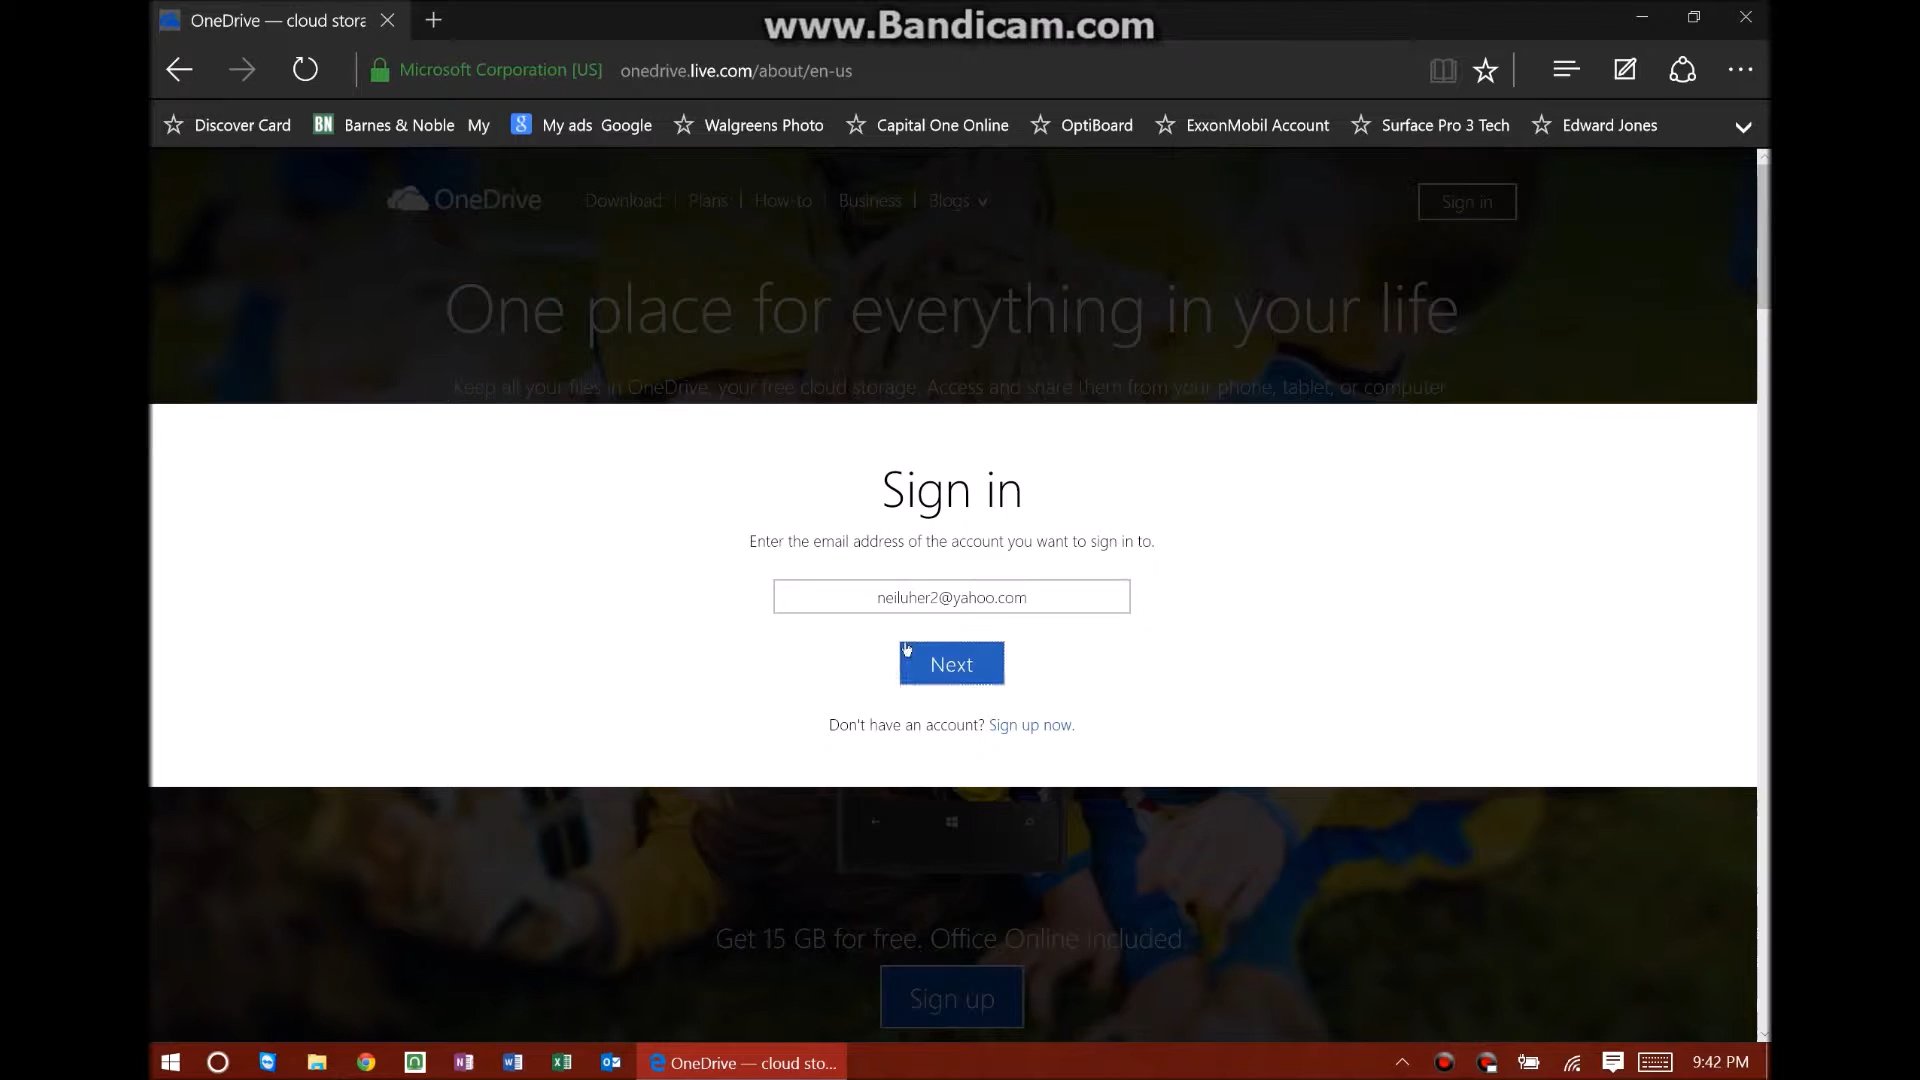 OneDrive — cloud stora
www.Bandicam.com
Microsoft Corporation [US] onedrive.live.com/about/en-us
Discover Card BN Barnes & Noble My 8 My ads Google Walgreens Photo Capital One Online OptiBoard ExxonMobil Account Surface Pro 3 Tech Edward Jones
OneDrive Download | Plans | How-to | Business | Blogs Sign in
One place for everything in your life
Keep all your files in OneDrive, your free cloud storage. Access and share them from your phone, tablet, or computer
Sign in
Enter the email address of the account you want to sign in to.
neiluher2@yahoo.com
Next
Don't have an account? Sign up now.
Get 15 GB for free. Office Online included.
Sign up
OneDrive — cloud sto... 9:42 PM